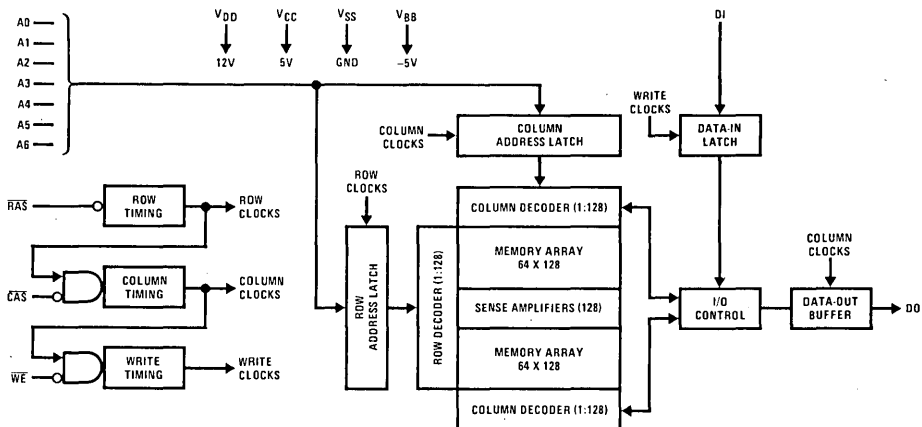 A0
A1
A2
A3
A4
A5
A6
VDD
12V
VCC
5V
VSS
GND
VBB
-5V
DI
WRITE
CLOCKS
DATA-IN
LATCH
COLUMN
CLOCKS
COLUMN
ADDRESS LATCH
ROW
CLOCKS
RAS
ROW
TIMING
ROW
CLOCKS
CAS
COLUMN
TIMING
COLUMN
CLOCKS
WE
WRITE
TIMING
WRITE
CLOCKS
ROW
ADDRESS LATCH
ROW DECODER (1:128)
COLUMN DECODER (1:128)
MEMORY ARRAY
64 X 128
SENSE AMPLIFIERS (128)
MEMORY ARRAY
64 X 128
COLUMN DECODER (1:128)
I/O
CONTROL
COLUMN
CLOCKS
DATA-OUT
BUFFER
DO